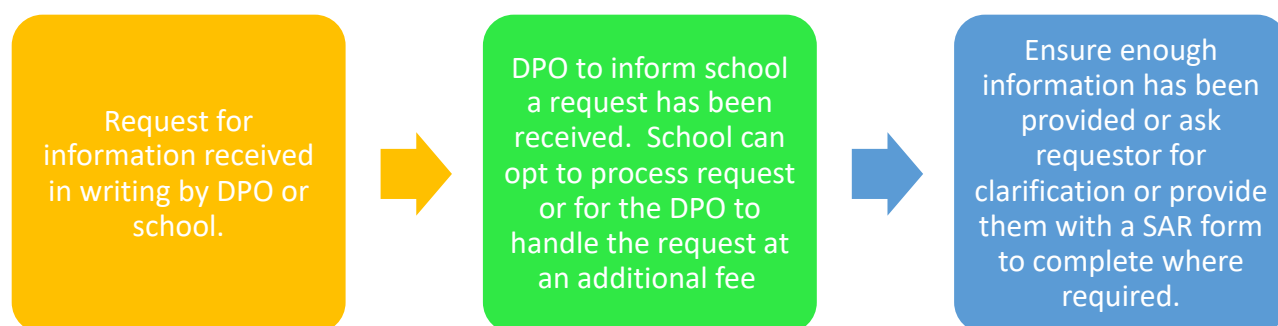 Request for
information received
in writing by DPO or
school.
DPO to inform school
a request has been
received.  School can
opt to process request
or for the DPO to
handle the request at
an additional fee
Ensure enough
information has been
provided or ask
requestor for
clarification or provide
them with a SAR form
to complete where
required.